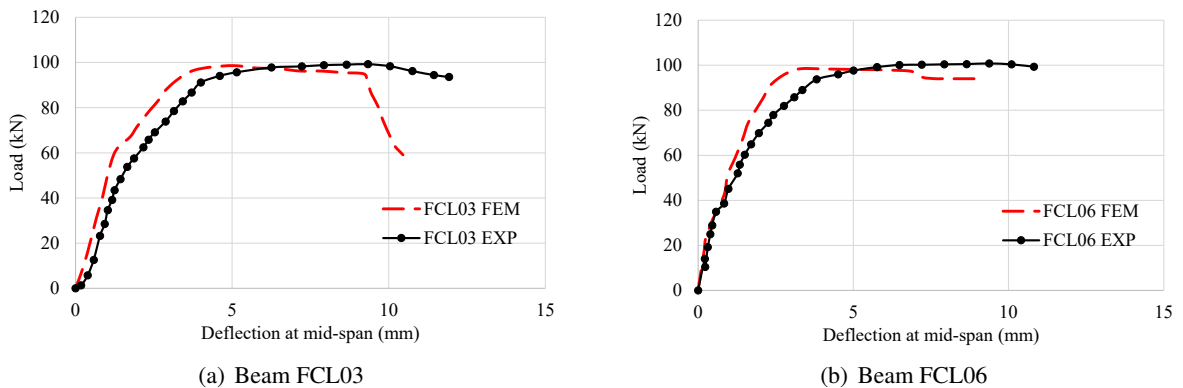 120
100
80
60
40
20
0
Load (kN)
0 5 10 15
Deflection at mid-span (mm)
FCL03 FEM
FCL03 EXP
(a) Beam FCL03
120
100
80
60
40
20
0
Load (kN)
0 5 10 15
Deflection at mid-span (mm)
FCL06 FEM
FCL06 EXP
(b) Beam FCL06